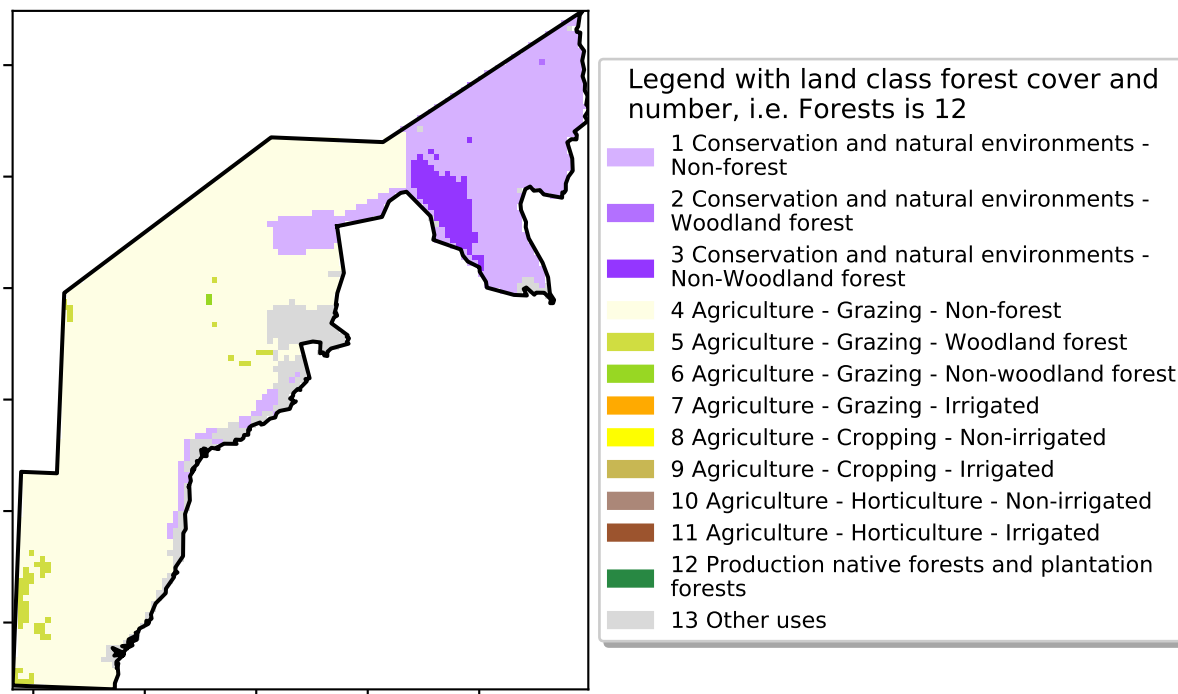 Legend with land class forest cover and
number, i.e. Forests is 12
1 Conservation and natural environments -
Non-forest
2 Conservation and natural environments -
Woodland forest
3 Conservation and natural environments -
Non-Woodland forest
4 Agriculture - Grazing - Non-forest
5 Agriculture - Grazing - Woodland forest
6 Agriculture - Grazing - Non-woodland forest
7 Agriculture - Grazing - Irrigated
8 Agriculture - Cropping - Non-irrigated
9 Agriculture - Cropping - Irrigated
10 Agriculture - Horticulture - Non-irrigated
11 Agriculture - Horticulture - Irrigated
12 Production native forests and plantation
forests
13 Other uses